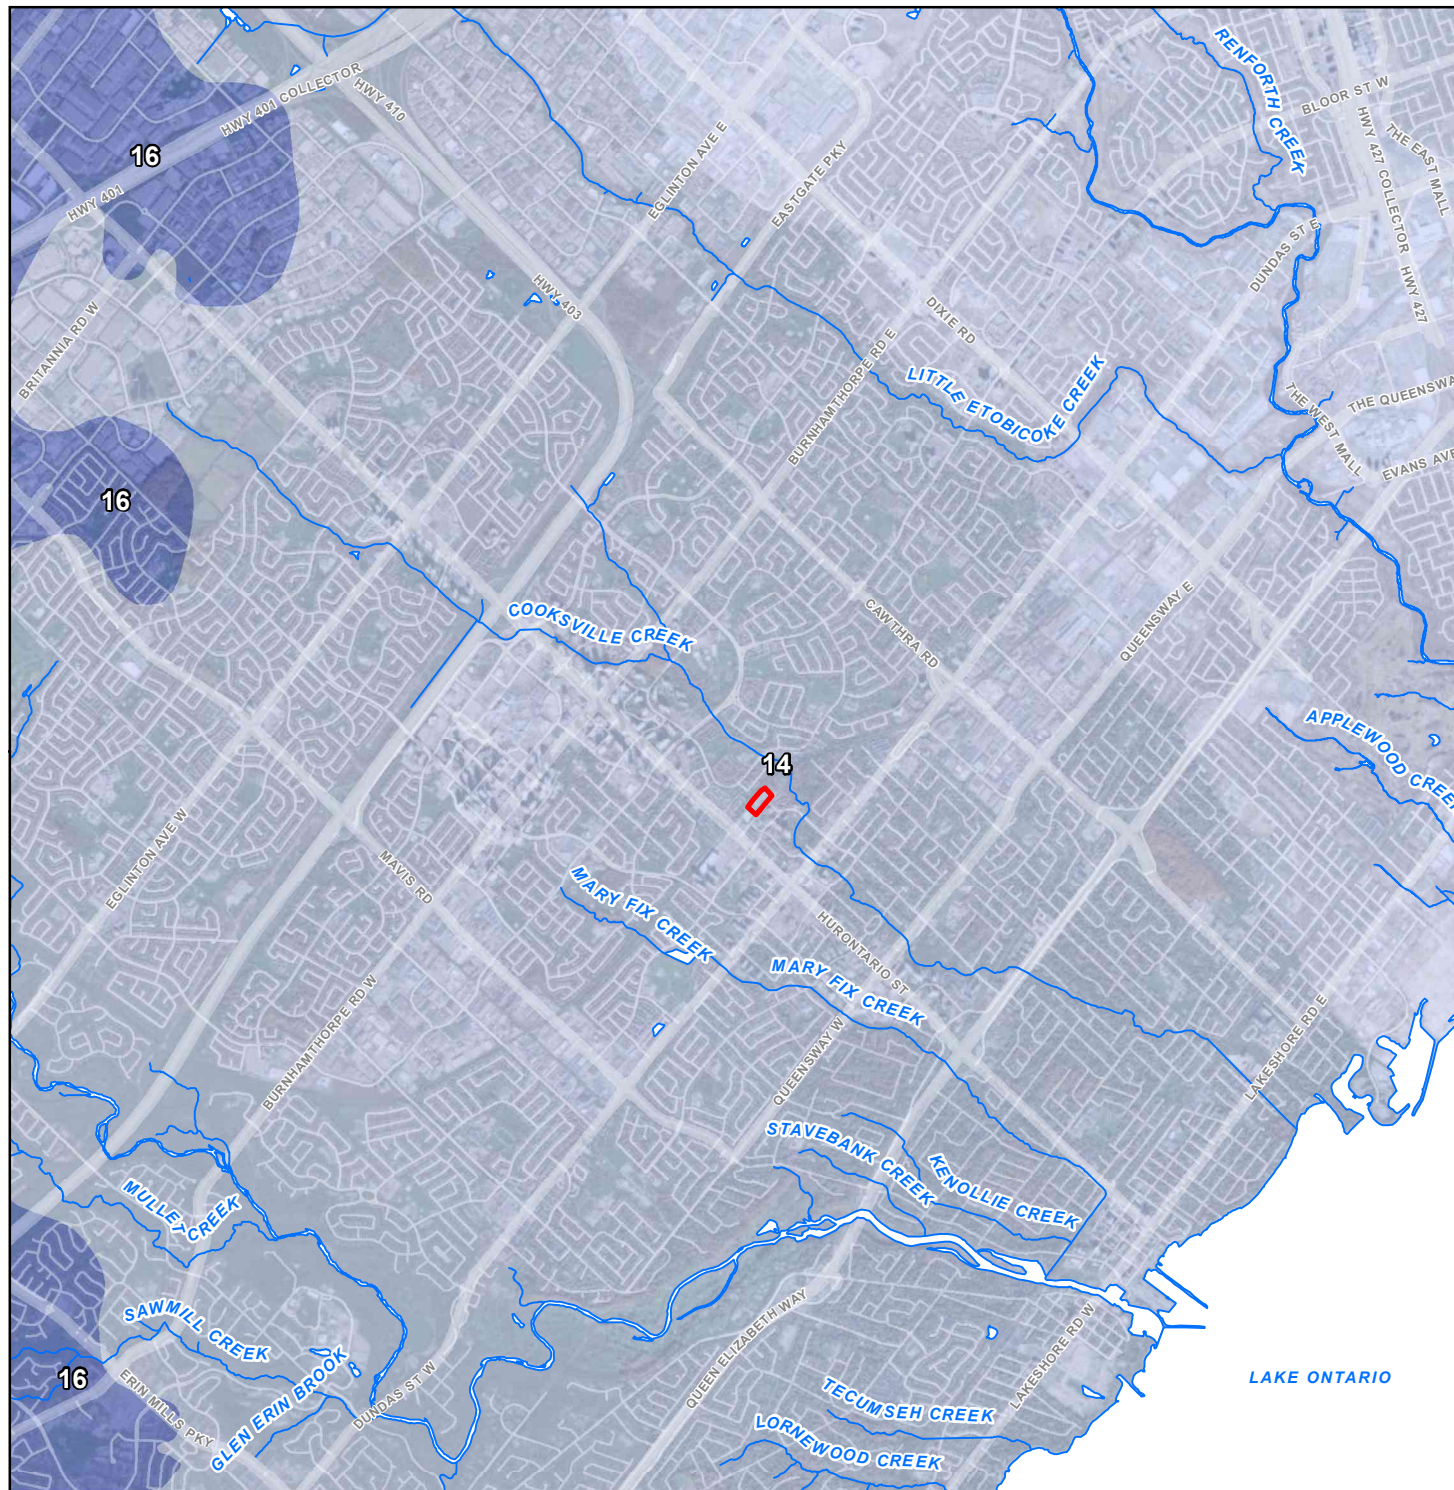 RENFORTH CREEK
BLOOR ST W
HWY 401 COLLECTOR
HWY 410
HWY 427 COLLECTOR
THE EAST MALL
16
HWY 401
EGLINTON AVE E
EASTGATE PKY
HWY 427
DUNDAS ST E
HWY 403
BRITANNIA RD W
DIXIE RD
BURNHAMTHORPE RD E
LITTLE ETOBICOKE CREEK
THE QUEENSWA
THE WEST MALL
EVANS AVE
16
COOKSVILLE CREEK
CAWTHRA RD
QUEENSWAY E
APPLEWOOD CREEK
14
EGLINTON AVE W
MAVIS RD
MARY FIX CREEK
HURONTARIO ST
MARY FIX CREEK
BURNHAMTHORPE RD W
QUEENSWAY W
LAKESHORE RD E
STAVEBANK CREEK
KENOLLIE CREEK
MULLET CREEK
SAWMILL CREEK
16
ERIN MILLS PKY
GLEN ERIN BROOK
DUNDAS ST W
QUEEN ELIZABETH WAY
LAKESHORE RD W
LAKE ONTARIO
TECUMSEH CREEK
LORNEWOOD CREEK